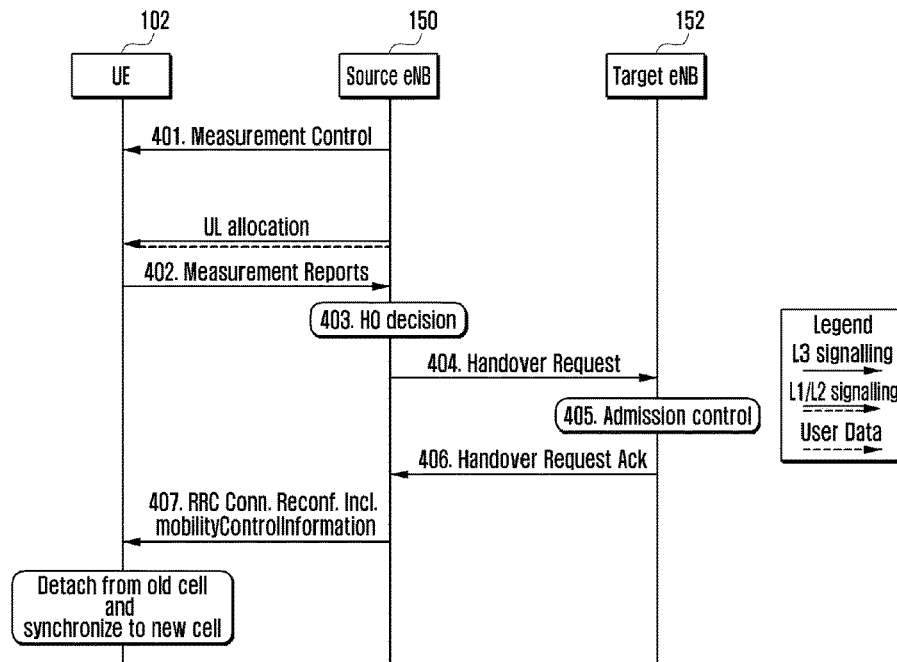 102
150
152
UE
Source eNB
Target eNB
401. Measurement Control
UL allocation
402. Measurement Reports
403. HO decision
404. Handover Request
405. Admission control
406. Handover Request Ack
407. RRC Conn. Reconf. Incl.
mobilityControlInformation
Detach from old cell
and
synchronize to new cell
Legend
L3 signalling
L1/L2 signalling
User Data